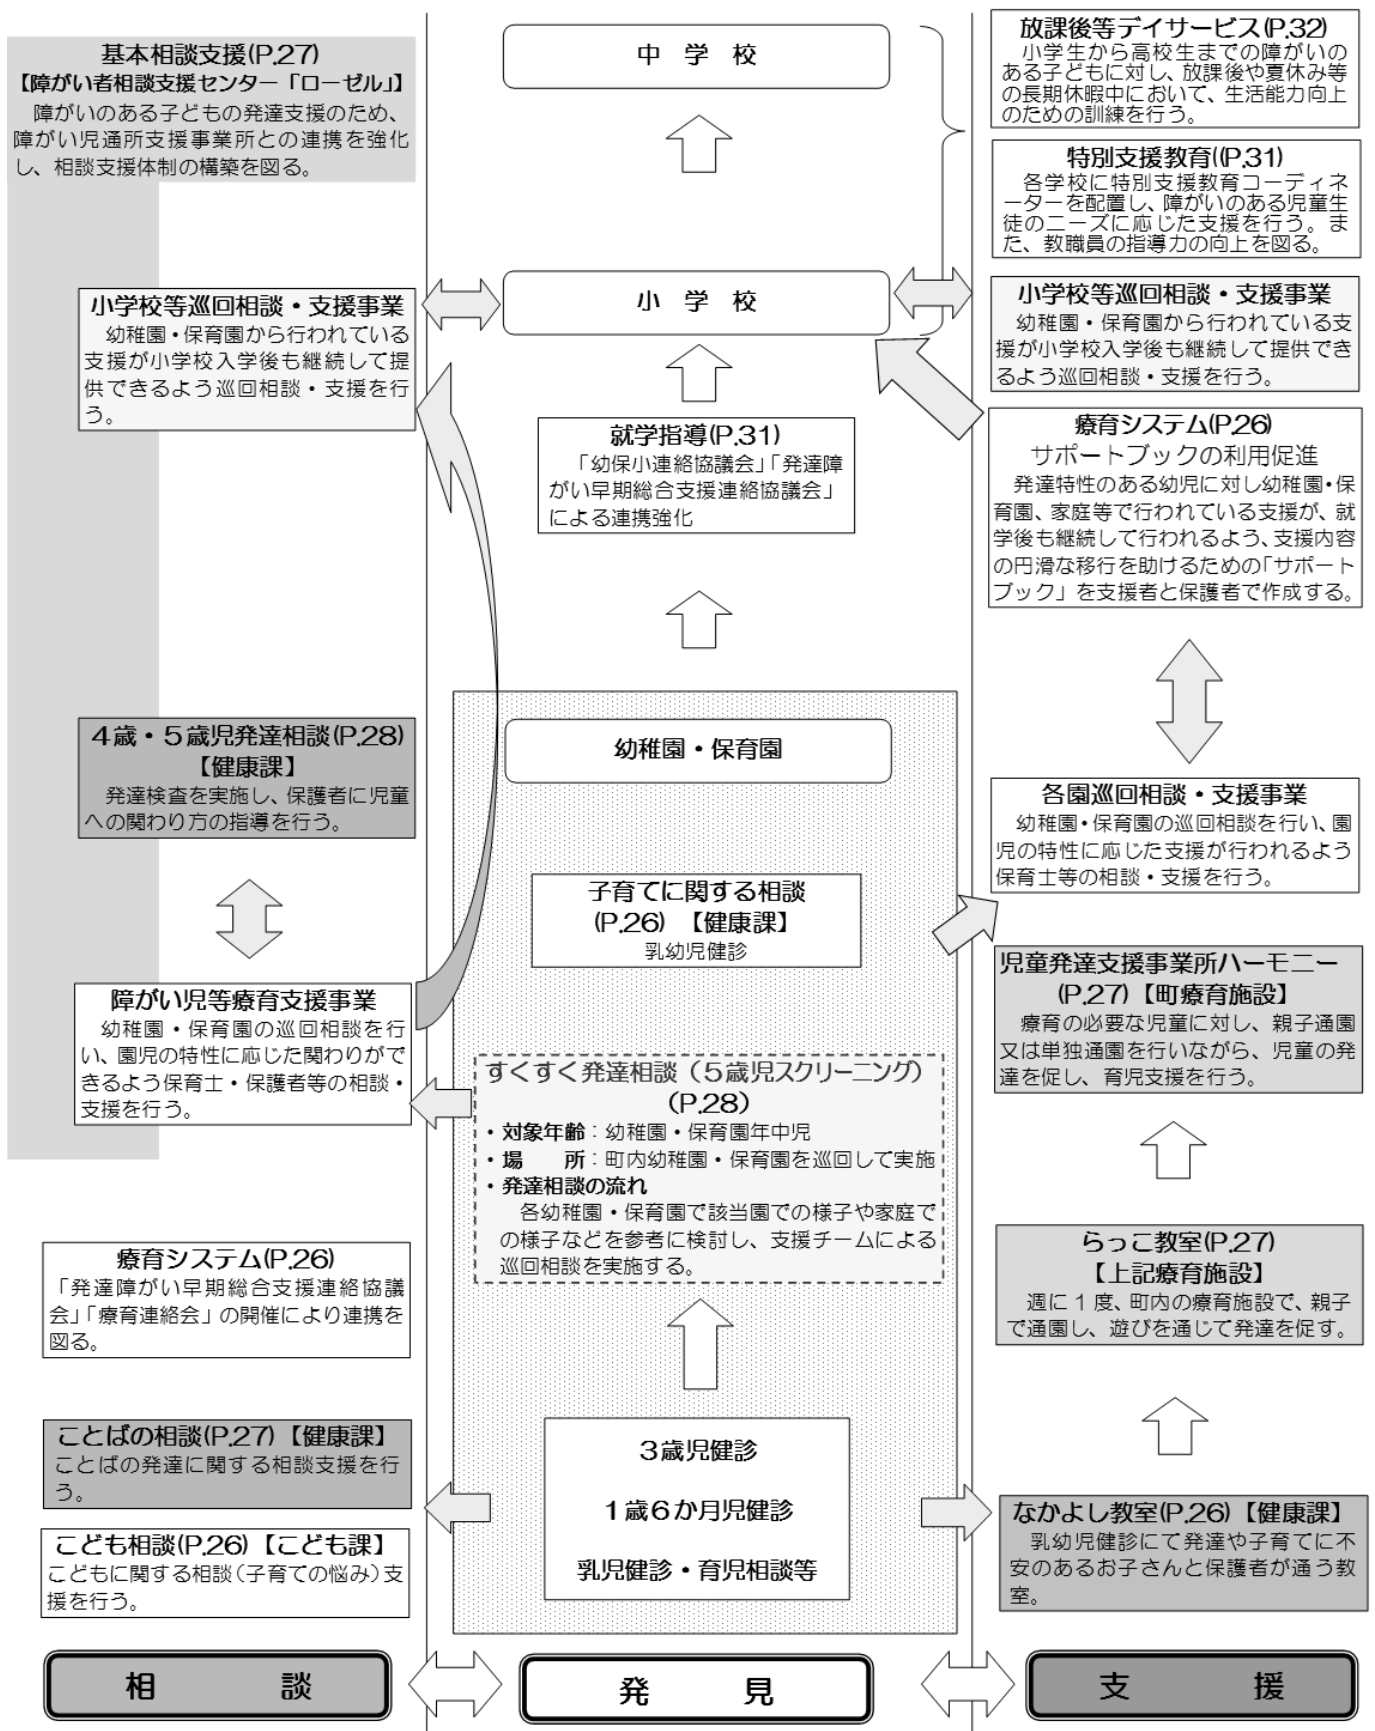 基本相談支援(P.27)
【障がい者相談支援センター「ローゼル」】
障がいのある子どもの発達支援のため、
障がい児通所支援事業所との連携を強化
し、相談支援体制の構築を図る。
小学校等巡回相談・支援事業
幼稚園・保育園から行われている
支援が小学校入学後も継続して提
供できるよう巡回相談・支援を行
う。
4歳・5歳児発達相談(P.28)
【健康課】
発達検査を実施し、保護者に児童
への関わり方の指導を行う。
障がい児等療育支援事業
幼稚園・保育園の巡回相談を行
い、園児の特性に応じた関わりがで
きるよう保育士・保護者等の相談・
支援を行う。
療育システム(P.26)
「発達障がい早期総合支援連絡協議
会」「療育連絡会」の開催により連携を
図る。
ことばの相談(P.27)【健康課】
ことばの発達に関する相談支援を行
う。
こども相談(P.26)【こども課】
こどもに関する相談(子育ての悩み)支
援を行う。
相 談
中 学 校
小 学 校
就学指導(P.31)
「幼保小連絡協議会」「発達障
がい早期総合支援連絡協議会」
による連携強化
幼稚園・保育園
子育てに関する相談
(P.26)【健康課】
乳幼児健診
すくすく発達相談(5歳児スクリーニング)
(P.28)
・対象年齢：幼稚園・保育園年中児
・場 所：町内幼稚園・保育園を巡回して実施
・発達相談の流れ
各幼稚園・保育園で該当園での様子や家庭で
の様子などを参考に検討し、支援チームによる
巡回相談を実施する。
3歳児健診
1歳6か月児健診
乳児健診・育児相談等
発 見
放課後等デイサービス(P.32)
小学生から高校生までの障がいの
ある子どもに対し、放課後や夏休み等
の長期休暇中において、生活能力向上
のための訓練を行う。
特別支援教育((P.31)
各学校に特別支援教育コーディネ
ーターを配置し、障がいのある児童生
徒のニーズに応じた支援を行う。ま
た、教職員の指導力の向上を図る。
小学校等巡回相談・支援事業
幼稚園・保育園から行われている支
援が小学校入学後も継続して提供でき
るよう巡回相談・支援を行う。
療育システム(P.26)
サポートブックの利用促進
発達特性のある幼児に対し幼稚園・保
育園、家庭等で行われている支援が、就
学後も継続して行われるよう、支援内容
の円滑な移行を助けるための「サポート
ブック」を支援者と保護者で作成する。
各園巡回相談・支援事業
幼稚園・保育園の巡回相談を行い、園
児の特性に応じた支援が行われるよう
保育士等の相談・支援を行う。
児童発達支援事業所ハーモニー
(P.27)【町療育施設】
療育の必要な児童に対し、親子通園
又は単独通園を行いながら、児童の発
達を促し、育児支援を行う。
らっこ教室(P.27)
【上記療育施設】
週に1度、町内の療育施設で、親子
で通園し、遊びを通じて発達を促す。
なかよし教室(P.26)【健康課】
乳幼児健診にて発達や子育てに不
安のあるお子さんと保護者が通う教
室。
支 援